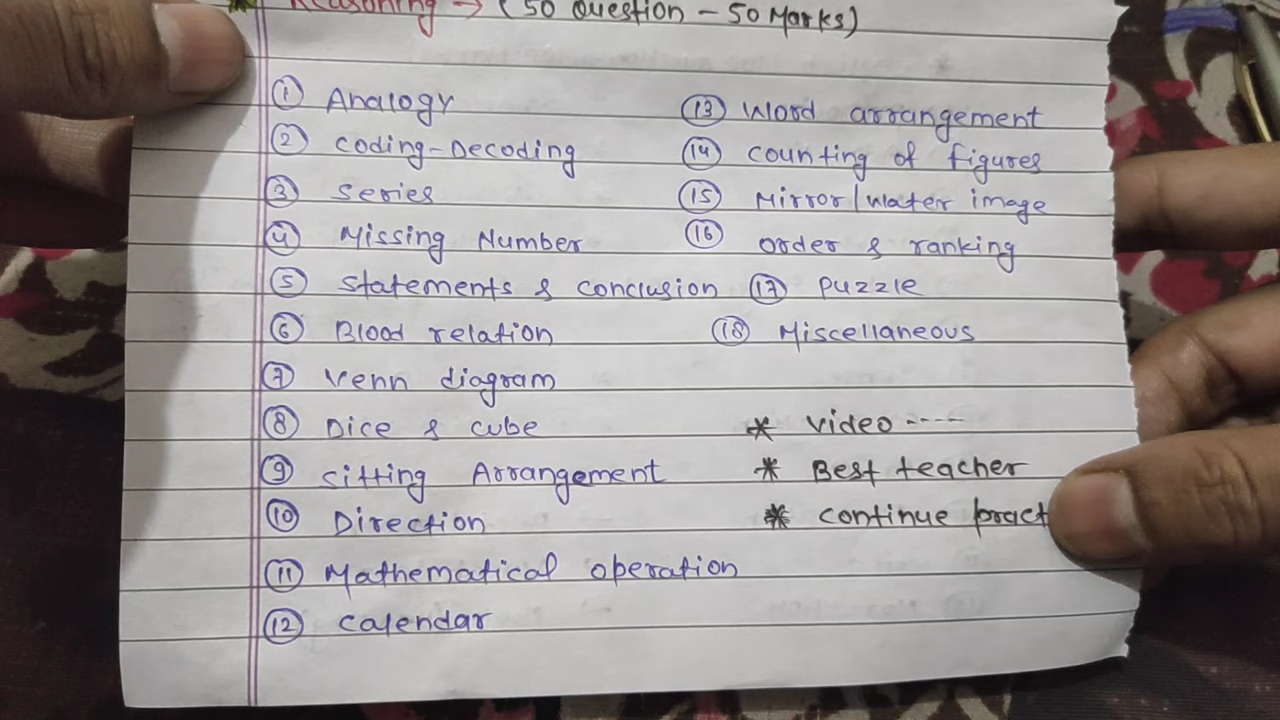 Reasoning → (50 Question - 50 Marks)
① Analogy
② Coding-Decoding
③ Series
④ Missing Number
⑤ Statements & Conclusion
⑥ Blood relation
⑦ Venn diagram
⑧ Dice & cube
⑨ Sitting Arrangement
⑩ Direction
⑪ Mathematical operation
⑫ Calendar
⑬ Word arrangement
⑭ Counting of figures
⑮ Mirror/water image
⑯ Order & ranking
⑰ Puzzle
⑱ Miscellaneous
* Video ----
* Best teacher
* Continue pract